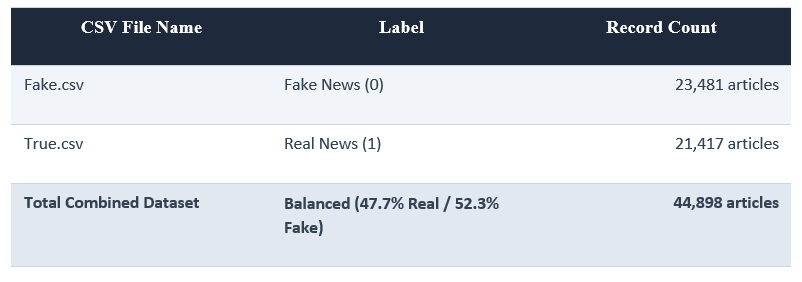 CSV File Name Label Record Count
Fake.csv Fake News (0) 23,481 articles
True.csv Real News (1) 21,417 articles
Total Combined Dataset Balanced (47.7% Real / 52.3% 44,898 articles
Fake)